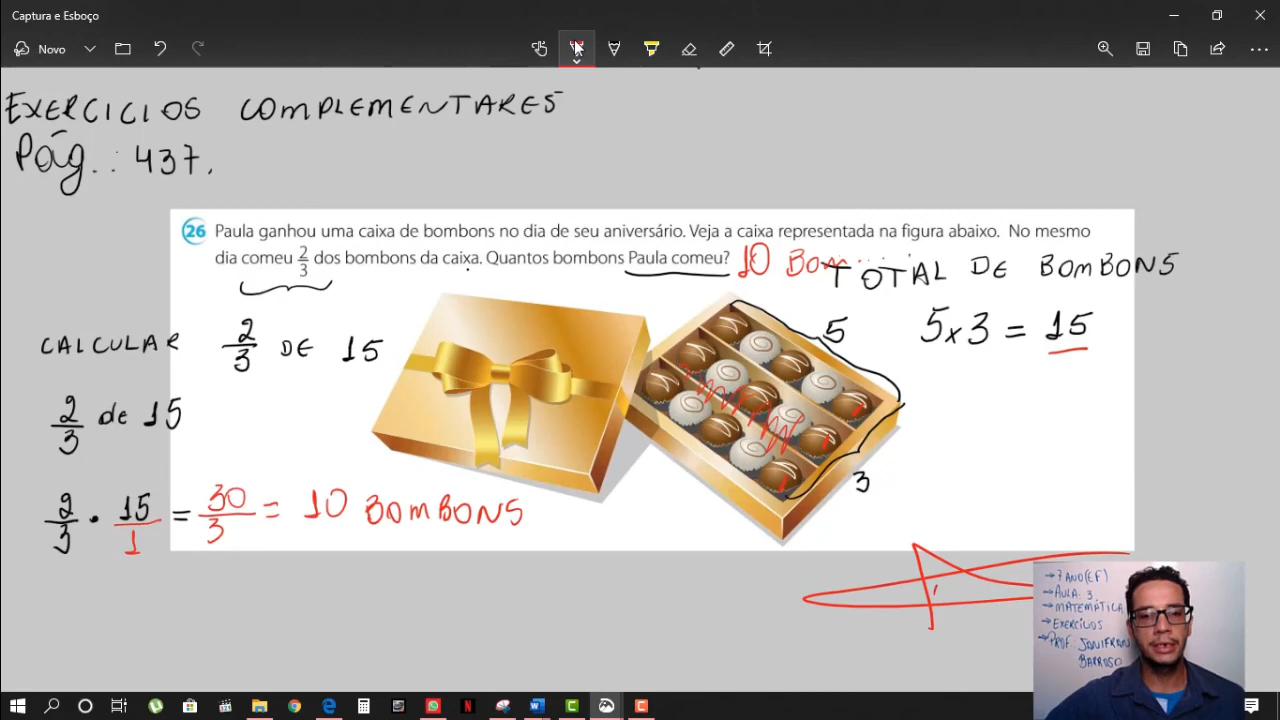 Captura e Esboço
Novo
EXERCICIOS COMPLEMENTARES
Pág.: 437.
26 Paula ganhou uma caixa de bombons no dia de seu aniversário. Veja a caixa representada na figura abaixo. No mesmo
dia comeu 2/3 dos bombons da caixa. Quantos bombons Paula comeu? 10 BOM...
TOTAL DE BOMBONS
5
5x3 = 15
CALCULAR 2/3 DE 15
2/3 de 15
3
2/3 · 15/1 = 30/3 = 10 BOMBONS
→ 7 ANO (EF)
→ AULA: 3
→ MATEMÁTICA
→ EXERCÍCIOS
→ PROF: JONIFRAN
BARROSO